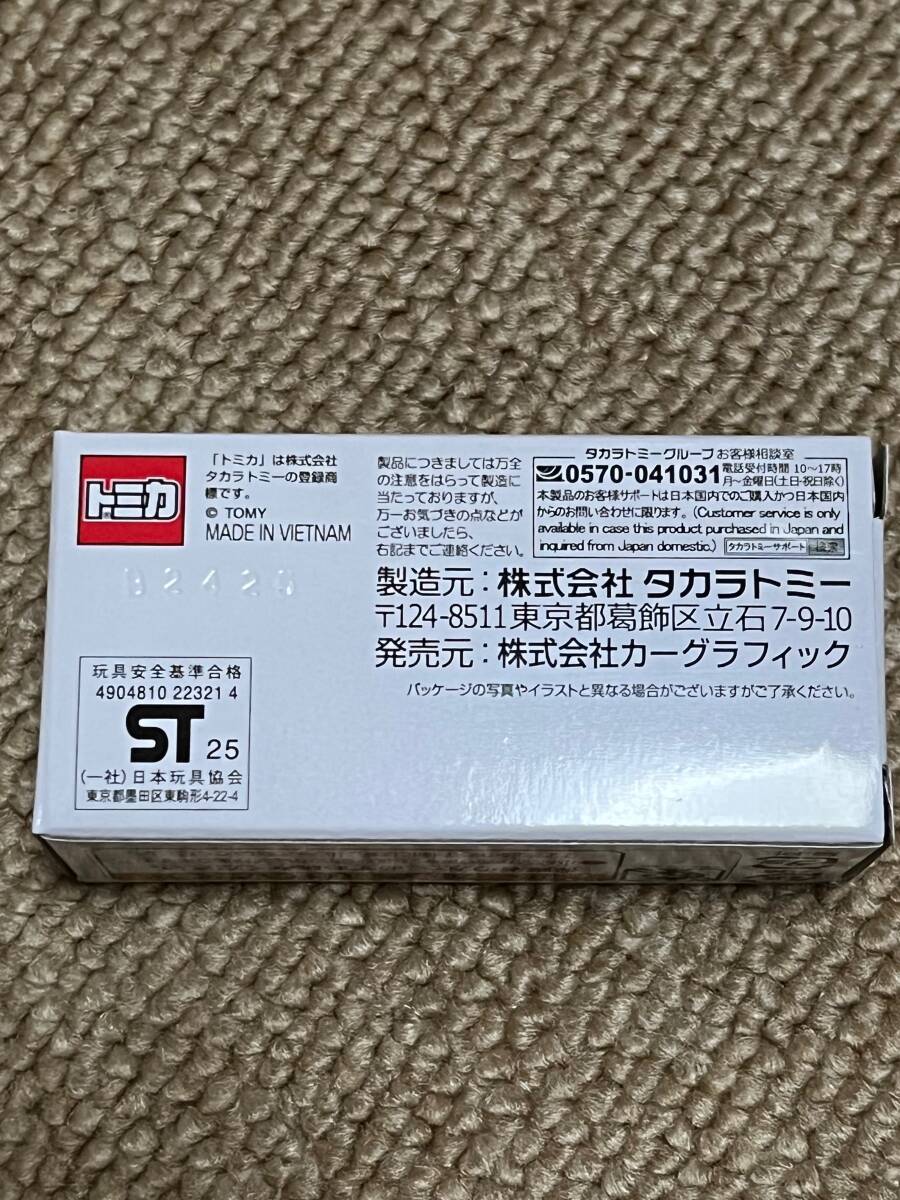 トミカ
「トミカ」は株式会社
タカラトミーの登録商
標です。
© TOMY
MADE IN VIETNAM
製品につきましては万全
の注意をはらって製造に
当たっておりますが、
万一お気づきの点などが
ございましたら、
右記までご連絡ください。
タカラトミーグループ お客様相談室
0570-041031 電話受付時間 10〜17時
月〜金曜日(土日・祝日除く)
本製品のお客様サポートは日本国内でのご購入かつ日本国内
からのお問い合わせに限ります。(Customer service is only
available in case this product purchased in Japan and
inquired from Japan domestic.) タカラトミーサポート 検索
製造元:株式会社 タカラトミー
〒124-8511 東京都葛飾区立石 7-9-10
発売元:株式会社カーグラフィック
パッケージの写真やイラストと異なる場合がございますがご了承ください。
玩具安全基準合格
4904810 22321 4
ST 25
(一社)日本玩具協会
東京都墨田区東駒形4-22-4